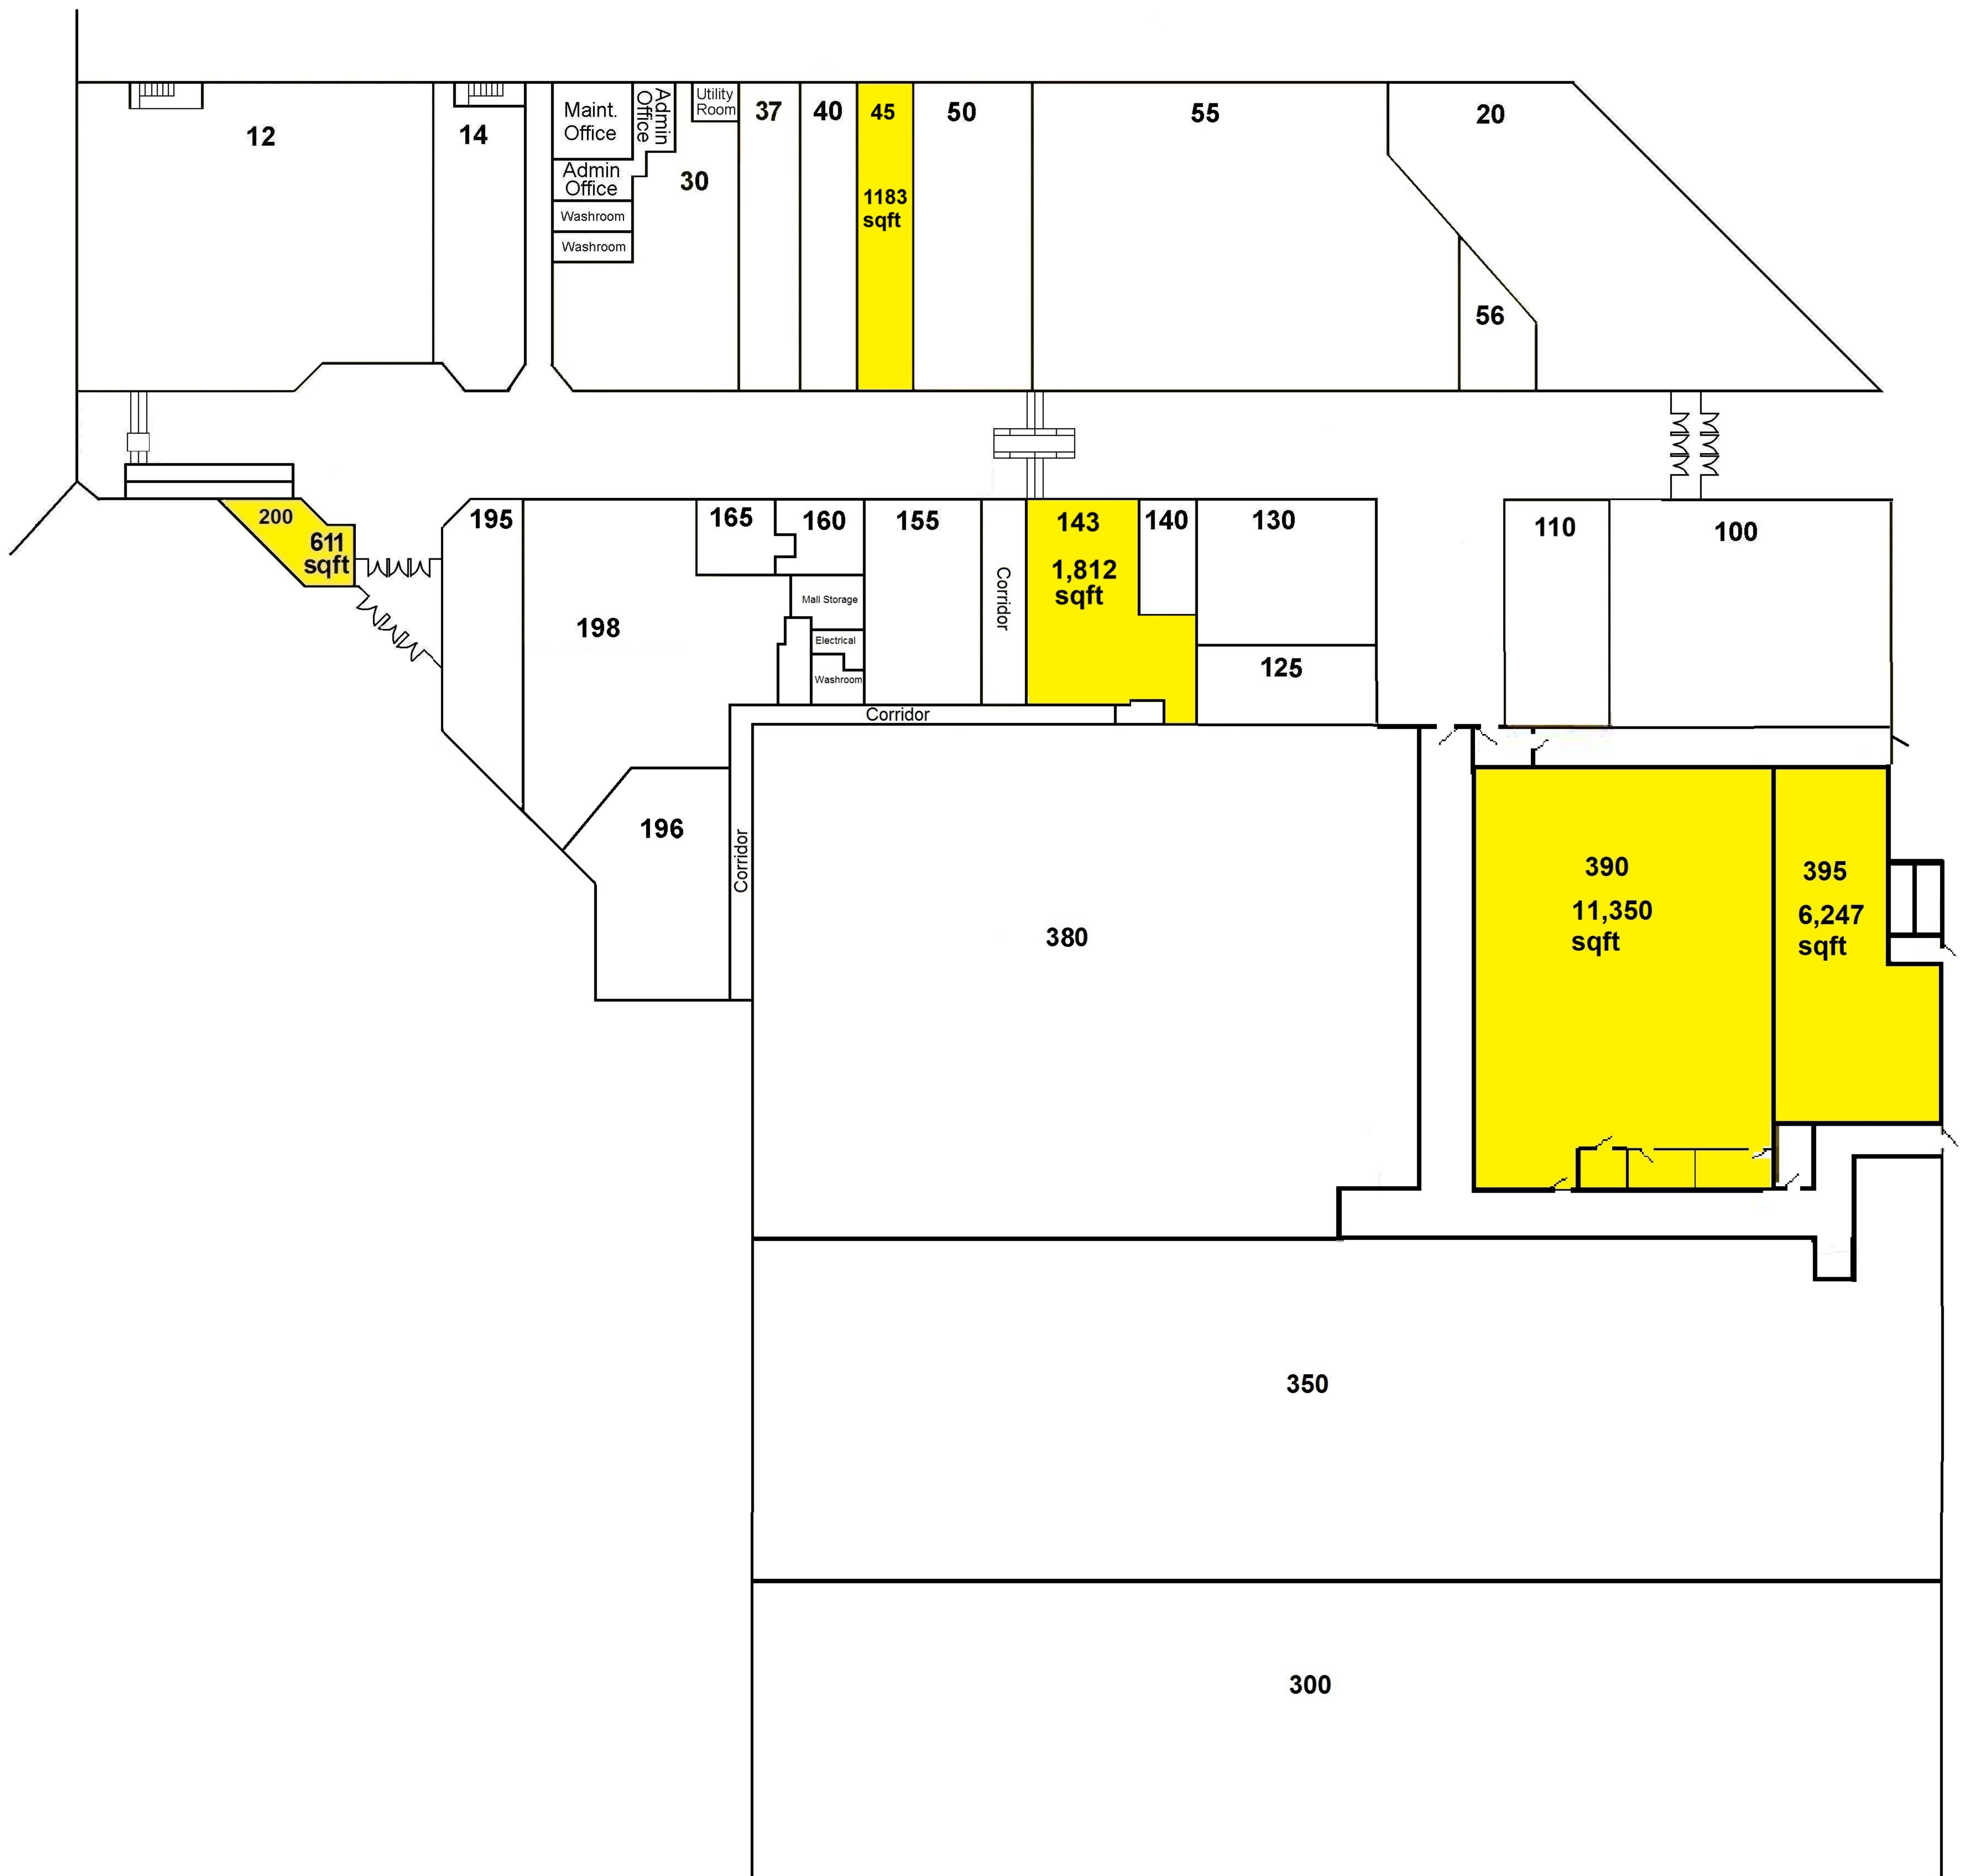 12
14
Maint.
Office
Admin
Office
Utility
Room
Admin
Office
Washroom
Washroom
30
37
40
45
1183
sqft
50
55
20
56
200
611
sqft
195
198
165
160
Mall Storage
Electrical
Washroom
155
Corridor
143
1,812
sqft
140
130
125
110
100
Corridor
196
Corridor
380
390
11,350
sqft
395
6,247
sqft
350
300